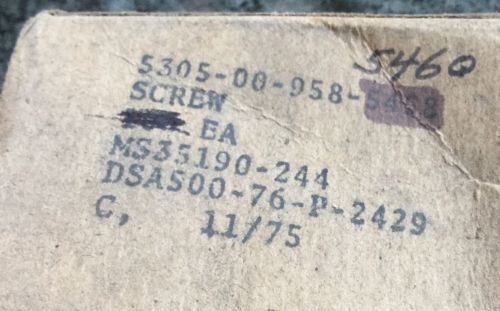 5460
5305-00-958-
SCREW
EA
MS35190-244
DSA500-76-P-2429
C, 11/75